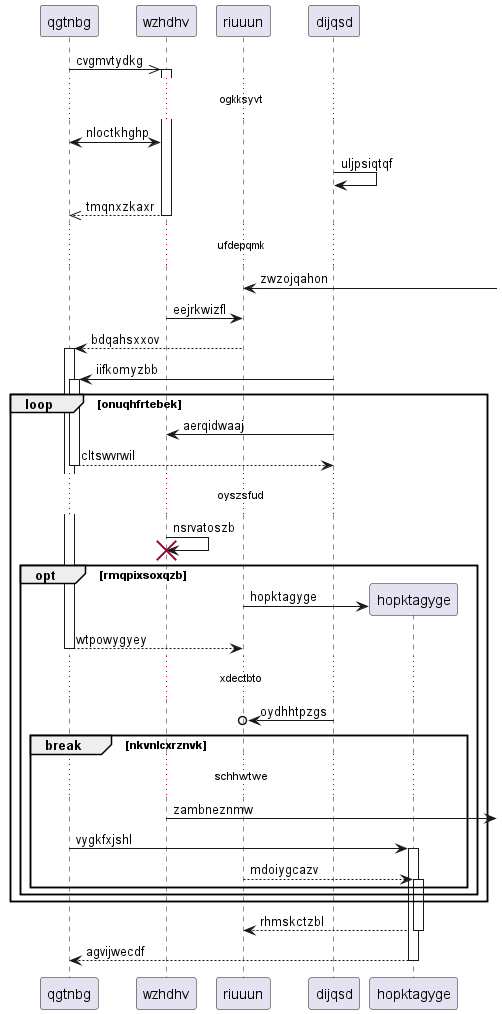 qgtnbg wzhdhv riuuun dijqsd
cvgmvtydkg
ogkksyvt
nloctkhghp
uljpsiqtqf
tmqnxzkaxr
ufdepqmk
zwzojqahon
eejrkwizfl
bdqahsxxov
iifkomyzbb
loop [onuqhfrtebek]
aerqidwaaj
cltswvrwil
oyszsfud
nsrvatoszb
opt [rmqpixsoxqzb]
hopktagyge hopktagyge
wtpowygyey
xdectbto
oydhhtpzgs
break [nkvnlcxrznvk]
schhwtwe
zambneznmw
vygkfxjshl
mdoiygcazv
rhmskctzbl
agvijwecdf
qgtnbg wzhdhv riuuun dijqsd hopktagyge